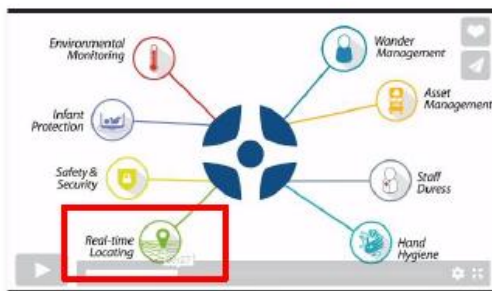 Environmental
Monitoring
Wander
Management
Infant
Protection
Asset
Management
Safety &
Security
Staff
Duress
Real-time
Locating
Hand
Hygiene